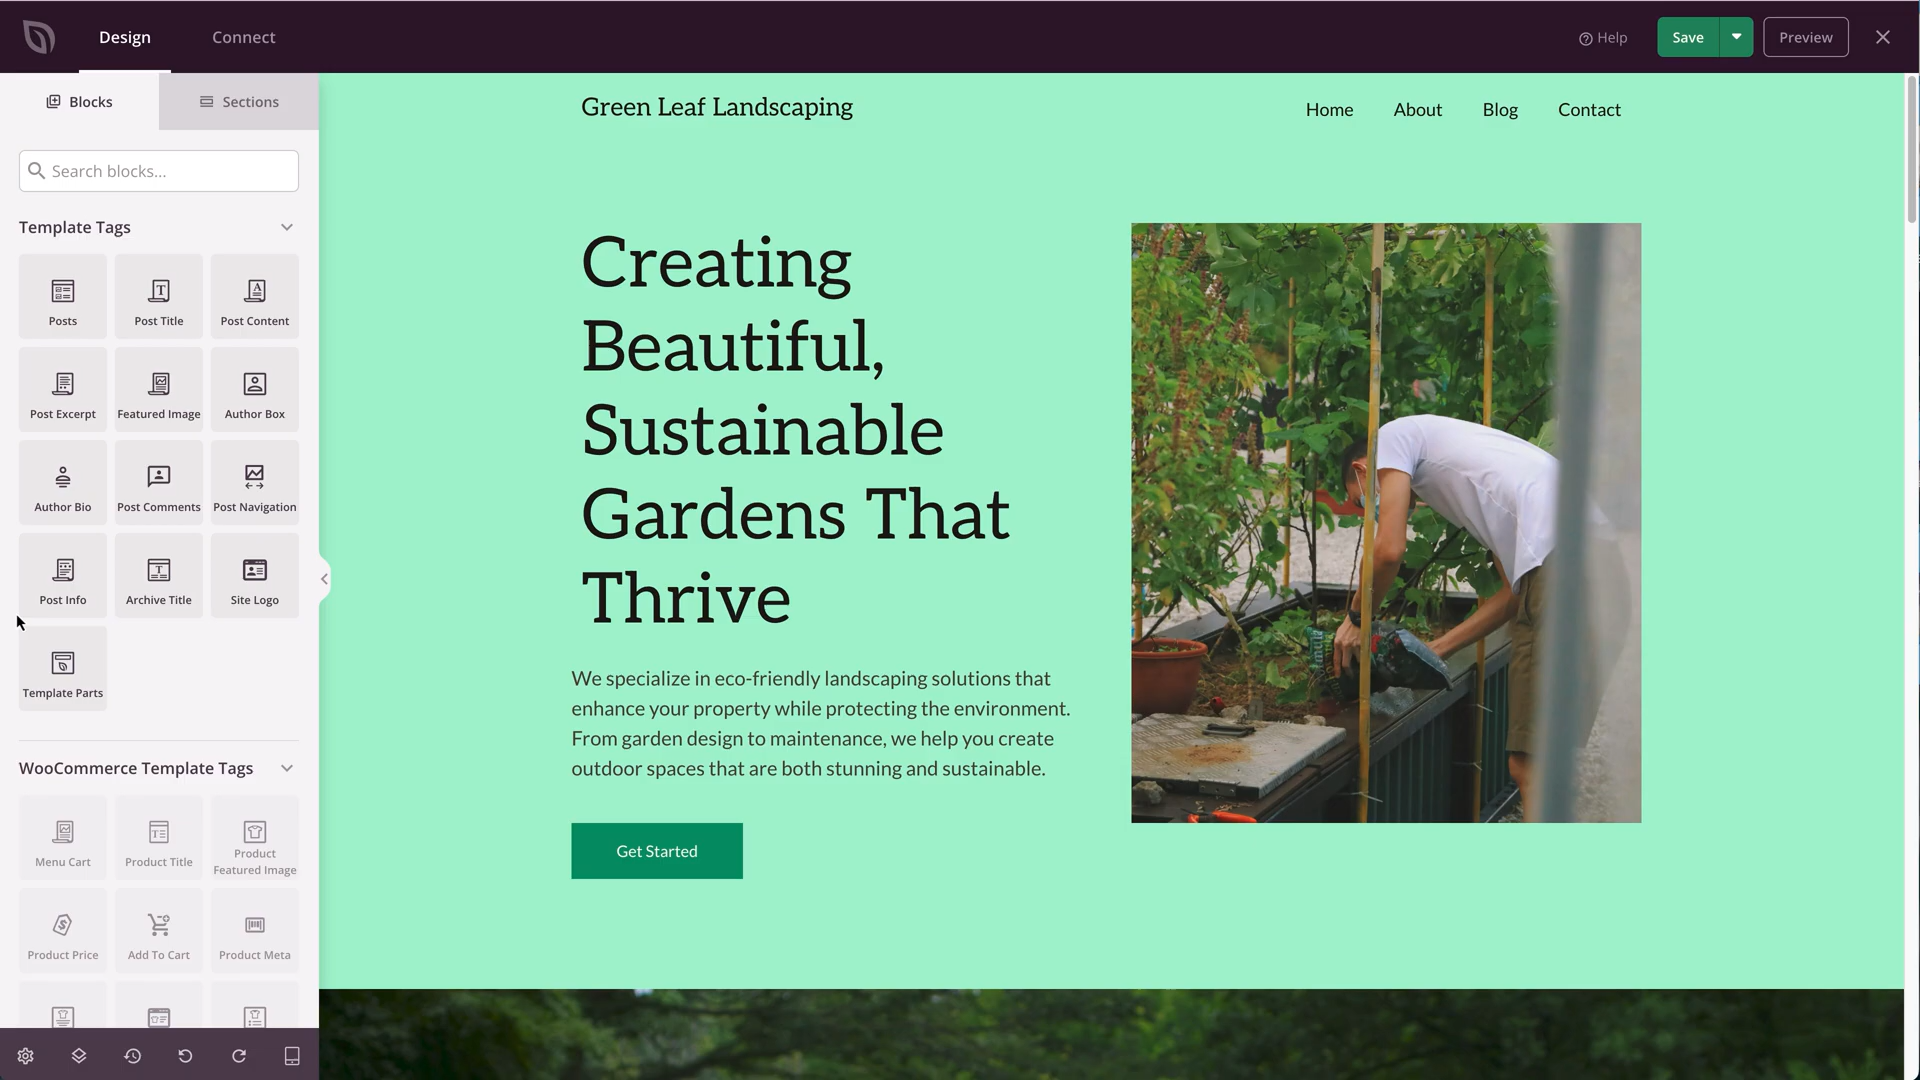 Design
Connect
Help
Save
Preview
Blocks
Sections
Search blocks...
Template Tags
Posts
Post Title
Post Content
Post Excerpt
Featured Image
Author Box
Author Bio
Post Comments
Post Navigation
Post Info
Archive Title
Site Logo
Template Parts
WooCommerce Template Tags
Menu Cart
Product Title
Product
Featured Image
Product Price
Add To Cart
Product Meta
Green Leaf Landscaping
Home
About
Blog
Contact
Creating
Beautiful,
Sustainable
Gardens That
Thrive
We specialize in eco-friendly landscaping solutions that
enhance your property while protecting the environment.
From garden design to maintenance, we help you create
outdoor spaces that are both stunning and sustainable.
Get Started